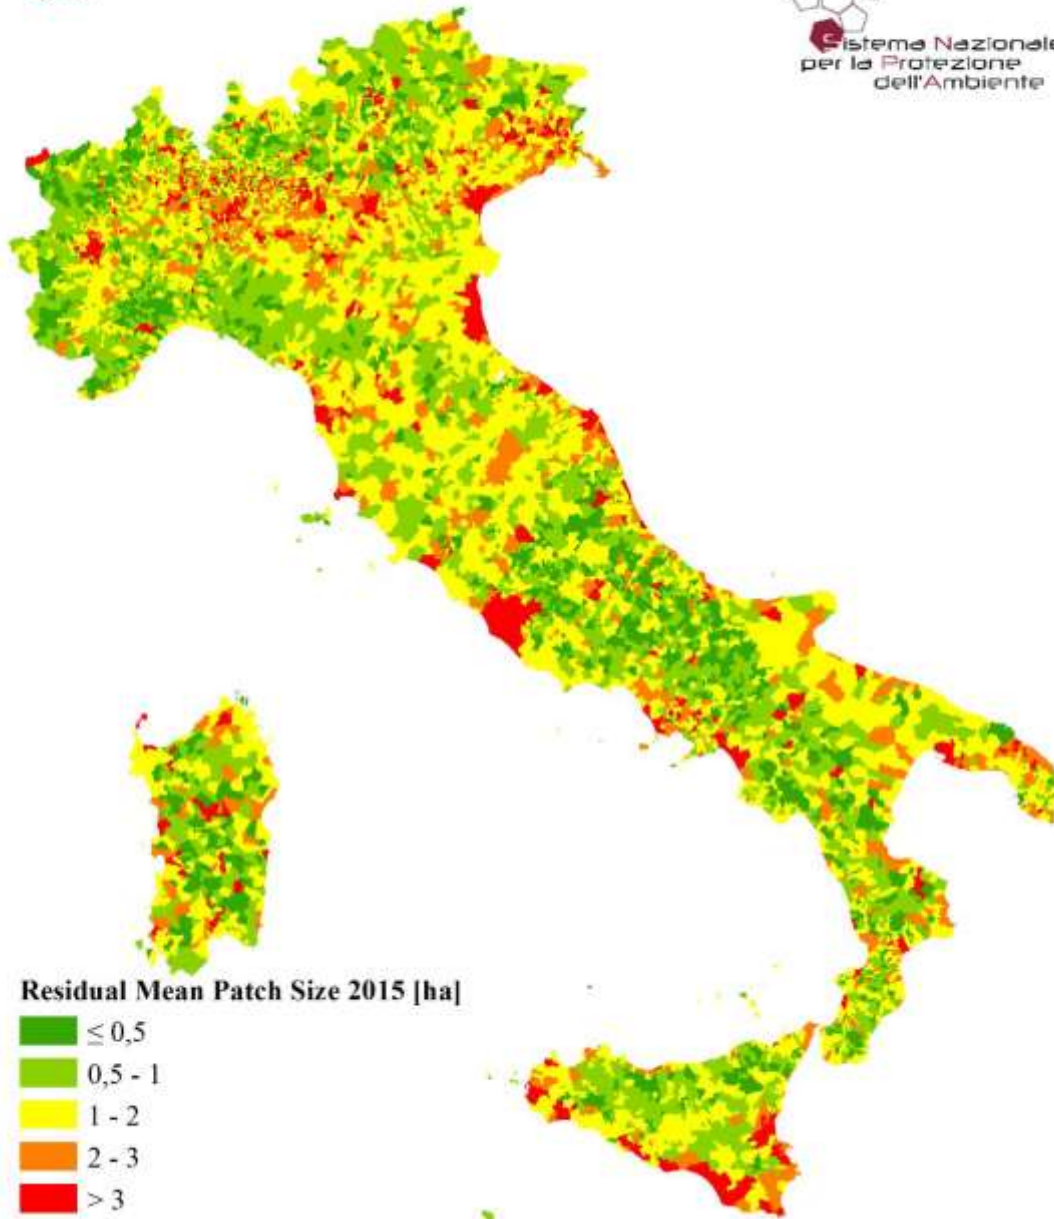 Sistema Nazionale
per la Protezione
dell'Ambiente
Residual Mean Patch Size 2015 [ha]
≤ 0,5
0,5 - 1
1 - 2
2 - 3
> 3